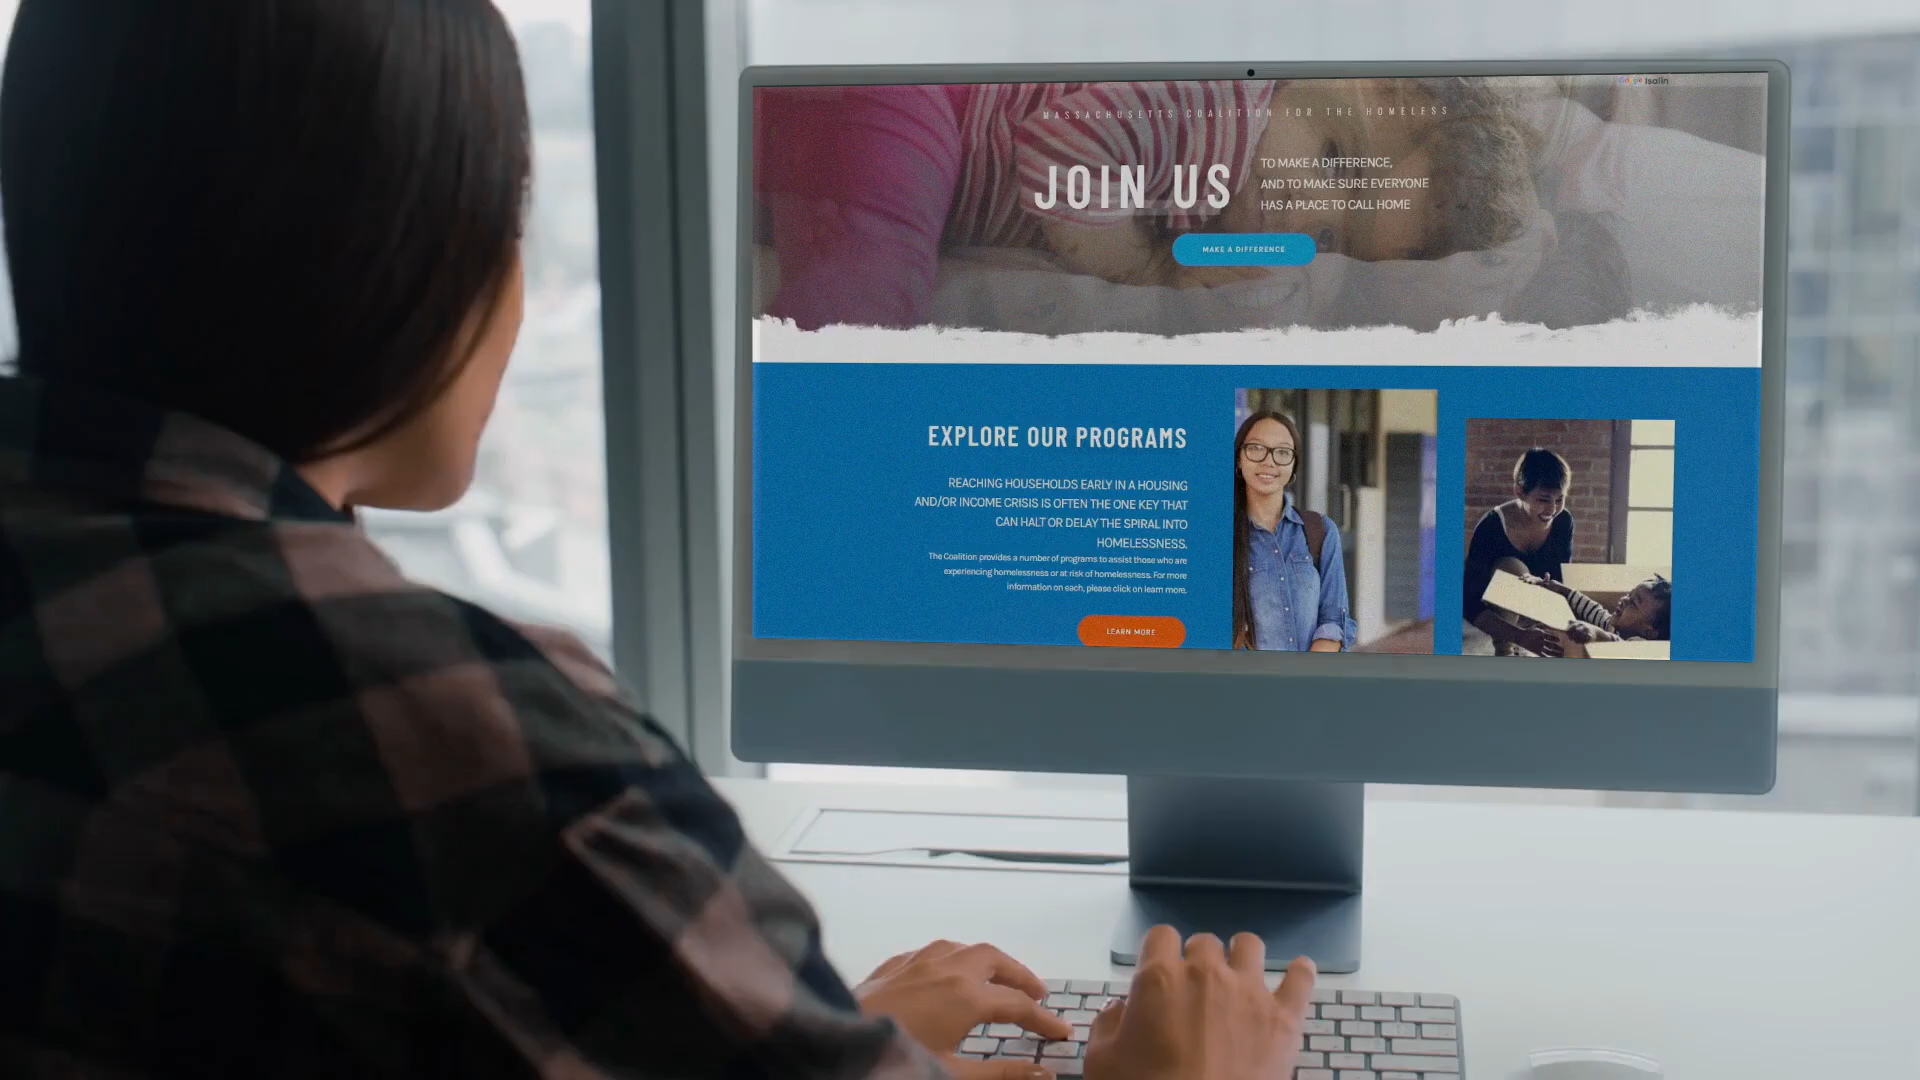 Google Isalin
MASSACHUSETTS COALITION FOR THE HOMELESS
JOIN US
TO MAKE A DIFFERENCE,
AND TO MAKE SURE EVERYONE
HAS A PLACE TO CALL HOME
MAKE A DIFFERENCE
EXPLORE OUR PROGRAMS
REACHING HOUSEHOLDS EARLY IN A HOUSING
AND/OR INCOME CRISIS IS OFTEN THE ONE KEY THAT
CAN HALT OR DELAY THE SPIRAL INTO
HOMELESSNESS.
The Coalition provides a number of programs to assist those who are
experiencing homelessness or at risk of homelessness. For more
information on each, please click on learn more.
LEARN MORE